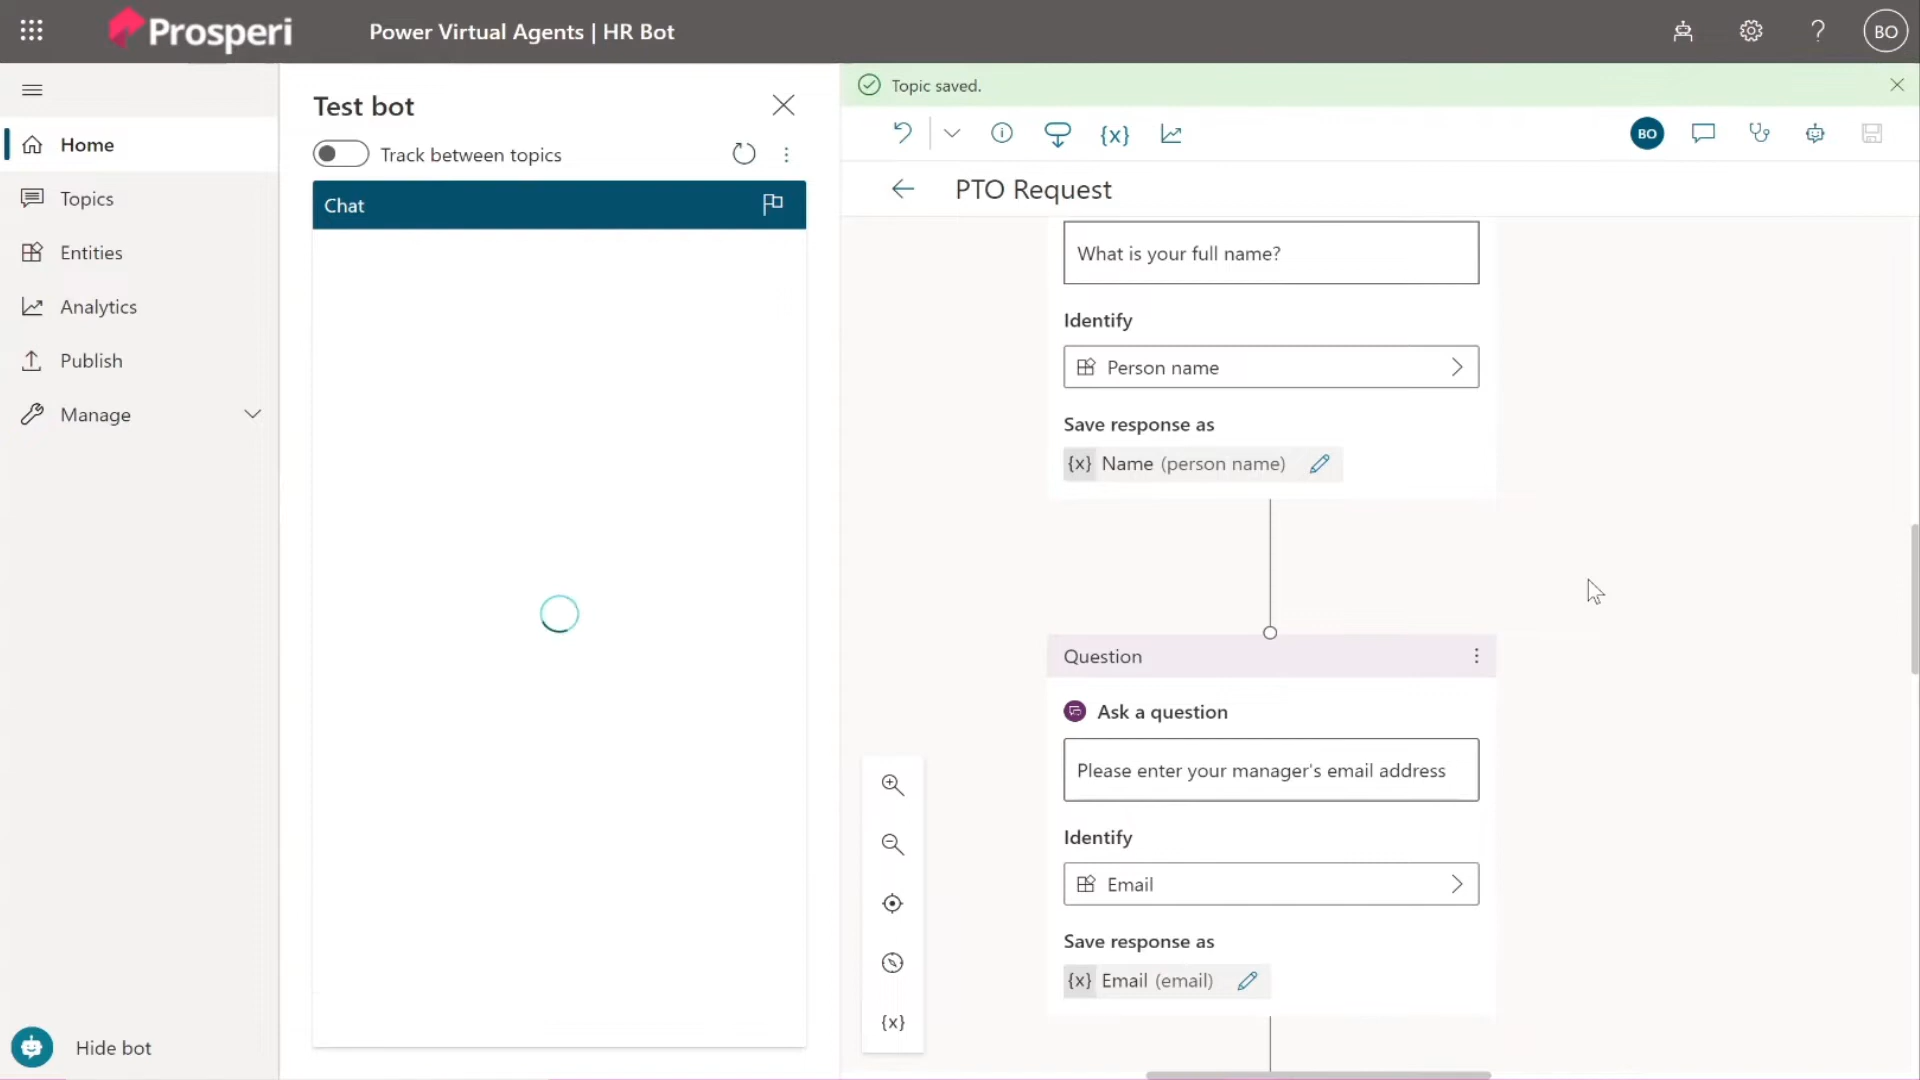 Prosperi
Power Virtual Agents | HR Bot
BO
Home
Topics
Entities
Analytics
Publish
Manage
Hide bot
Test bot
Track between topics
Chat
Topic saved.
{x}
BO
PTO Request
What is your full name?
Identify
Person name
Save response as
{x} Name (person name)
Question
Ask a question
Please enter your manager's email address
Identify
Email
Save response as
{x} Email (email)
{x}